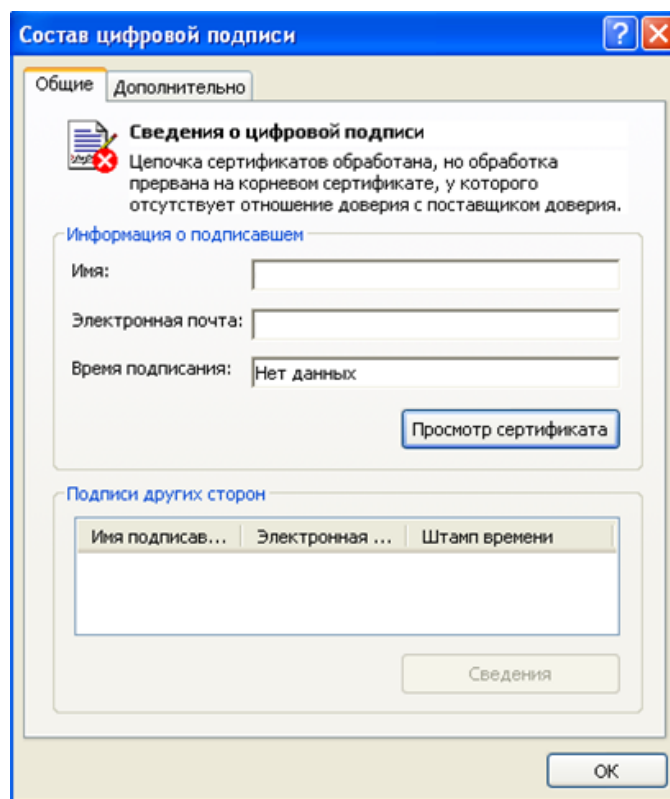 Состав цифровой подписи
Общие
Дополнительно
Сведения о цифровой подписи
Цепочка сертификатов обработана, но обработка
прервана на корневом сертификате, у которого
отсутствует отношение доверия с поставщиком доверия.
Информация о подписавшем
Имя:
Электронная почта:
Время подписания: Нет данных
Просмотр сертификата
Подписи других сторон
Имя подписав... Электронная ... Штамп времени
Сведения
ОК